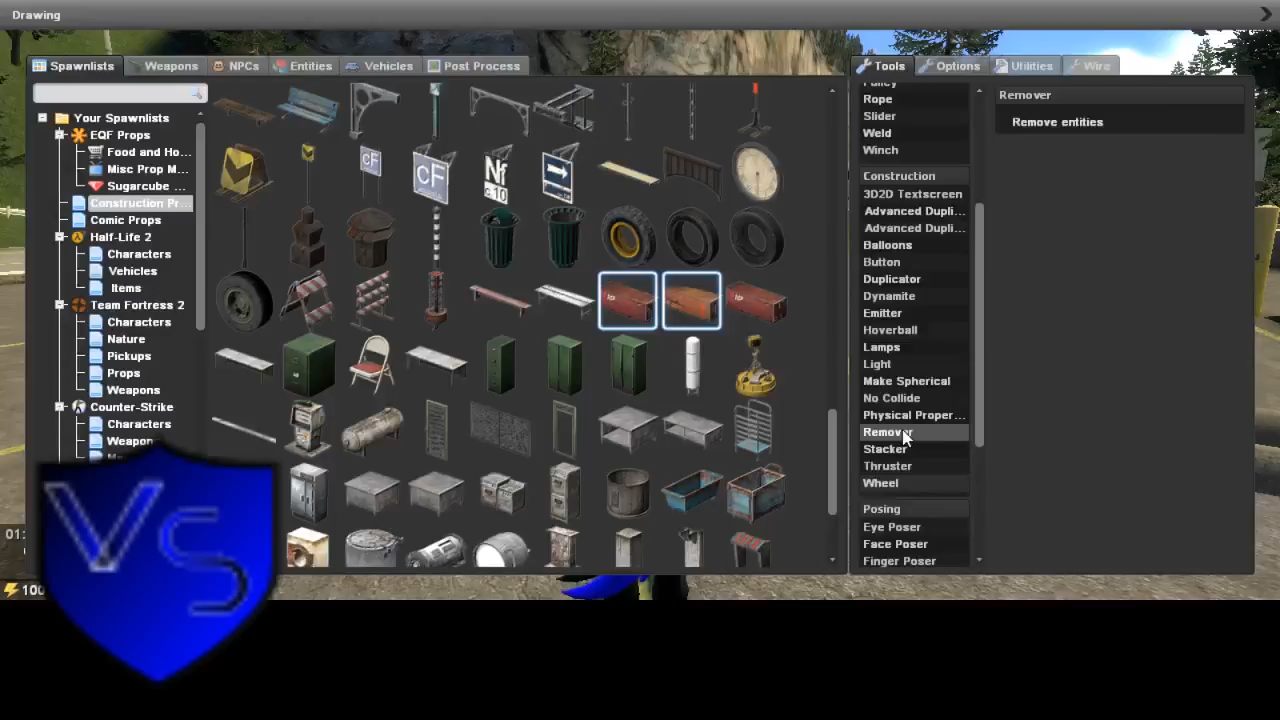 Drawing
Spawnlists Weapons NPCs Entities Vehicles Post Process
Tools Options Utilities Wire
Your Spawnlists
EQF Props
Food and Ho...
Misc Prop M...
Sugarcube ...
Construction Pr...
Comic Props
Half-Life 2
Characters
Vehicles
Items
Team Fortress 2
Characters
Nature
Pickups
Props
Weapons
Counter-Strike
Characters
Weapon
cF
cF
Nf
c.10
Rope
Slider
Weld
Winch
Construction
3D2D Textscreen
Advanced Dupli...
Advanced Dupli...
Balloons
Button
Duplicator
Dynamite
Emitter
Hoverball
Lamps
Light
Make Spherical
No Collide
Physical Proper...
Remover
Stacker
Thruster
Wheel
Posing
Eye Poser
Face Poser
Finger Poser
Remover
Remove entities
01:
100
VS